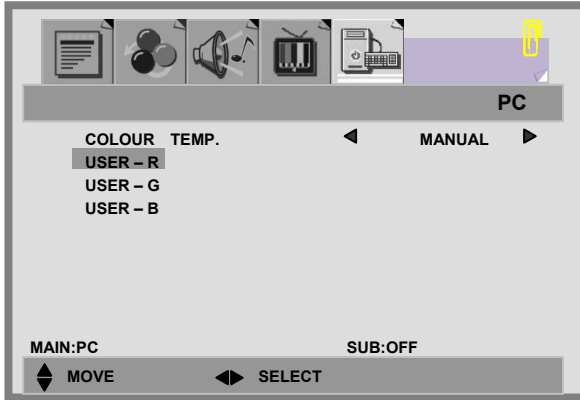 PC
COLOUR TEMP. MANUAL
USER – R
USER – G
USER – B
MAIN:PC SUB:OFF
MOVE SELECT